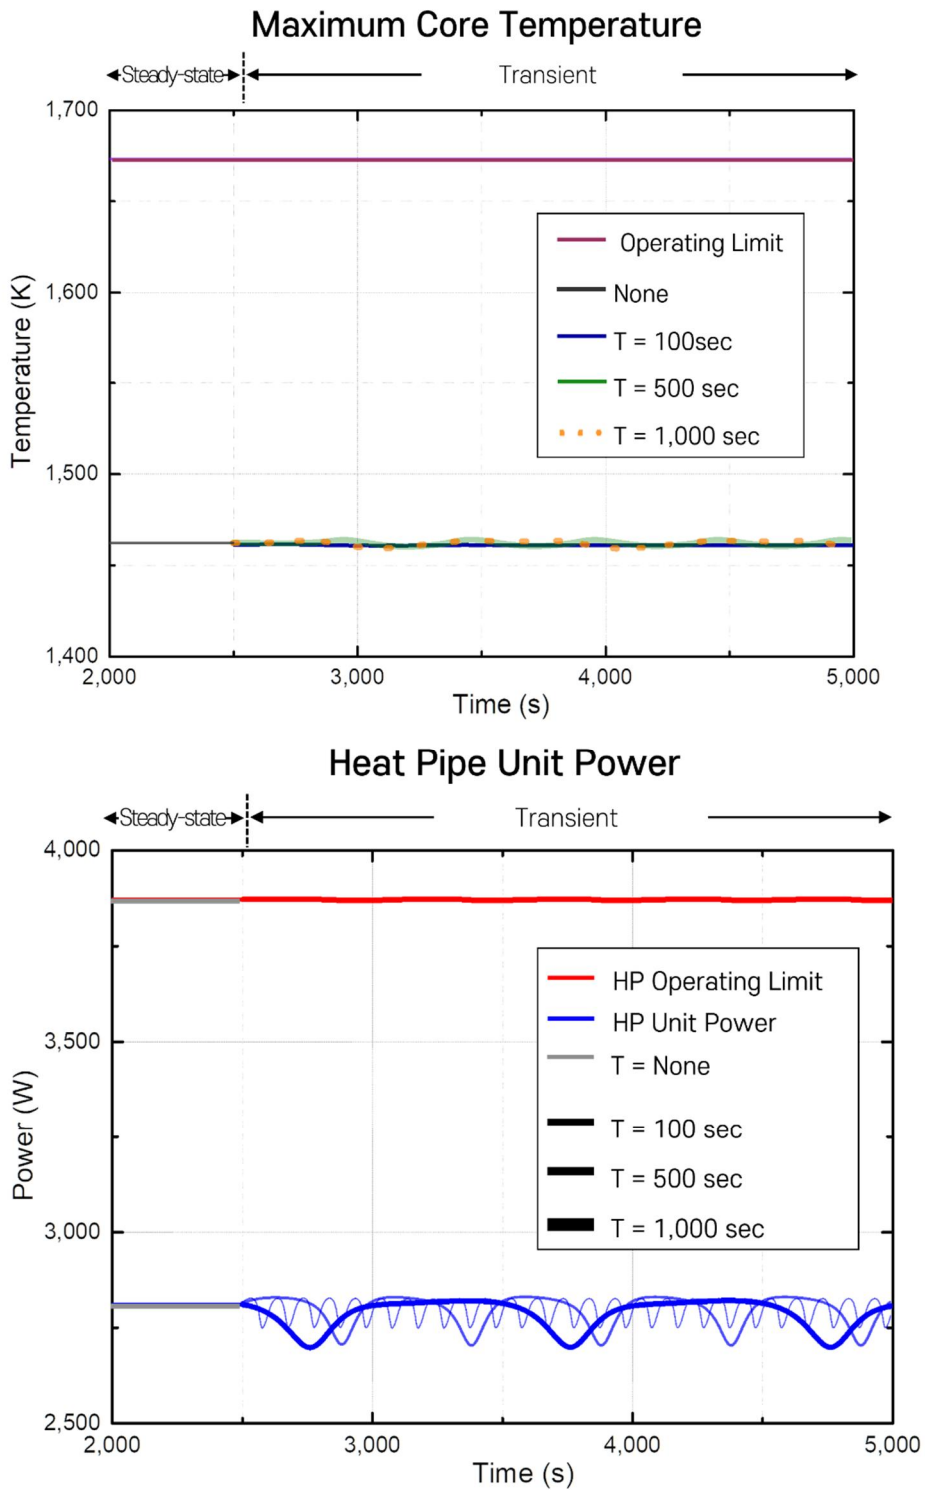 Maximum Core Temperature
Steady-state
Transient
1,700
1,600
1,500
1,400
Temperature (K)
Operating Limit
None
T = 100sec
T = 500 sec
T = 1,000 sec
2,000
3,000
4,000
5,000
Time (s)
Heat Pipe Unit Power
Steady-state
Transient
4,000
3,500
3,000
2,500
Power (W)
HP Operating Limit
HP Unit Power
T = None
T = 100 sec
T = 500 sec
T = 1,000 sec
2,000
3,000
4,000
5,000
Time (s)